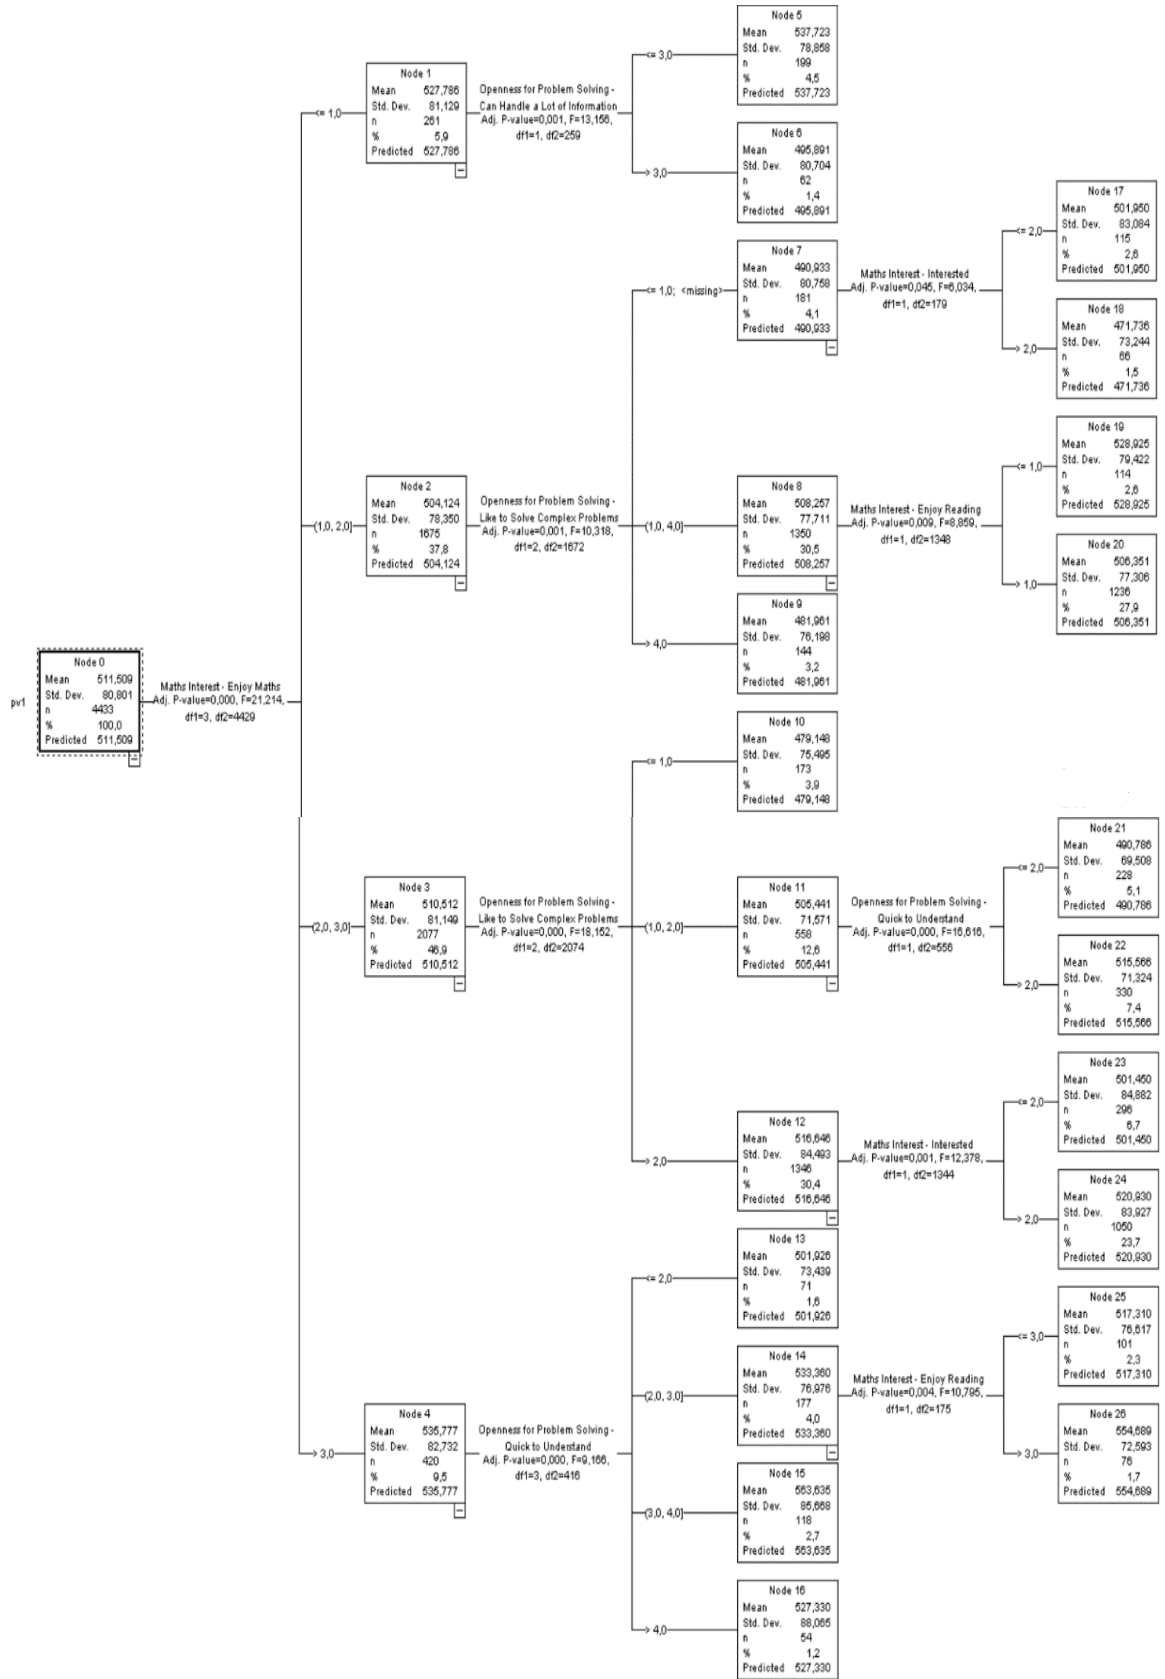 pv1
Node 0
Mean 511,509
Std. Dev. 80,801
n 4433
% 100,0
Predicted 511,509
Maths Interest - Enjoy Maths
Adj. P-value=0,000, F=21,214,
df1=3, df2=4429
<= 1,0
Node 1
Mean 527,786
Std. Dev. 81,129
n 261
% 5,9
Predicted 527,786
Openness for Problem Solving -
Can Handle a Lot of Information
Adj. P-value=0,001, F=13,156,
df1=1, df2=259
<= 3,0
Node 5
Mean 537,723
Std. Dev. 78,858
n 199
% 4,5
Predicted 537,723
> 3,0
Node 6
Mean 495,891
Std. Dev. 80,704
n 62
% 1,4
Predicted 495,891
(1,0, 2,0]
Node 2
Mean 504,124
Std. Dev. 78,350
n 1675
% 37,8
Predicted 504,124
Openness for Problem Solving -
Like to Solve Complex Problems
Adj. P-value=0,001, F=10,318,
df1=2, df2=1672
<= 1,0; <missing>
Node 7
Mean 490,933
Std. Dev. 80,758
n 181
% 4,1
Predicted 490,933
Maths Interest - Interested
Adj. P-value=0,045, F=6,034,
df1=1, df2=179
<= 2,0
Node 17
Mean 501,950
Std. Dev. 83,084
n 115
% 2,6
Predicted 501,950
> 2,0
Node 18
Mean 471,736
Std. Dev. 73,244
n 66
% 1,5
Predicted 471,736
(1,0, 4,0]
Node 8
Mean 508,257
Std. Dev. 77,711
n 1350
% 30,5
Predicted 508,257
Maths Interest - Enjoy Reading
Adj. P-value=0,009, F=8,859,
df1=1, df2=1348
<= 1,0
Node 19
Mean 528,925
Std. Dev. 79,422
n 114
% 2,6
Predicted 528,925
> 1,0
Node 20
Mean 506,351
Std. Dev. 77,306
n 1236
% 27,9
Predicted 506,351
> 4,0
Node 9
Mean 481,961
Std. Dev. 76,198
n 144
% 3,2
Predicted 481,961
(2,0, 3,0]
Node 3
Mean 510,512
Std. Dev. 81,149
n 2077
% 46,9
Predicted 510,512
Openness for Problem Solving -
Like to Solve Complex Problems
Adj. P-value=0,000, F=18,152,
df1=2, df2=2074
<= 1,0
Node 10
Mean 479,148
Std. Dev. 75,495
n 173
% 3,9
Predicted 479,148
(1,0, 2,0]
Node 11
Mean 505,441
Std. Dev. 71,571
n 558
% 12,6
Predicted 505,441
Openness for Problem Solving -
Quick to Understand
Adj. P-value=0,000, F=16,616,
df1=1, df2=556
<= 2,0
Node 21
Mean 490,786
Std. Dev. 69,508
n 228
% 5,1
Predicted 490,786
> 2,0
Node 22
Mean 515,566
Std. Dev. 71,324
n 330
% 7,4
Predicted 515,566
> 2,0
Node 12
Mean 516,646
Std. Dev. 84,493
n 1346
% 30,4
Predicted 516,646
Maths Interest - Interested
Adj. P-value=0,001, F=12,378,
df1=1, df2=1344
<= 2,0
Node 23
Mean 501,450
Std. Dev. 84,882
n 296
% 6,7
Predicted 501,450
> 2,0
Node 24
Mean 520,930
Std. Dev. 83,927
n 1050
% 23,7
Predicted 520,930
> 3,0
Node 4
Mean 535,777
Std. Dev. 82,732
n 420
% 9,5
Predicted 535,777
Openness for Problem Solving -
Quick to Understand
Adj. P-value=0,000, F=9,166,
df1=3, df2=416
<= 2,0
Node 13
Mean 501,926
Std. Dev. 73,439
n 71
% 1,6
Predicted 501,926
(2,0, 3,0]
Node 14
Mean 533,360
Std. Dev. 76,976
n 177
% 4,0
Predicted 533,360
Maths Interest - Enjoy Reading
Adj. P-value=0,004, F=10,795,
df1=1, df2=175
<= 3,0
Node 25
Mean 517,310
Std. Dev. 76,617
n 101
% 2,3
Predicted 517,310
> 3,0
Node 26
Mean 554,689
Std. Dev. 72,593
n 76
% 1,7
Predicted 554,689
(3,0, 4,0]
Node 15
Mean 563,635
Std. Dev. 85,668
n 118
% 2,7
Predicted 563,635
> 4,0
Node 16
Mean 527,330
Std. Dev. 88,065
n 54
% 1,2
Predicted 527,330